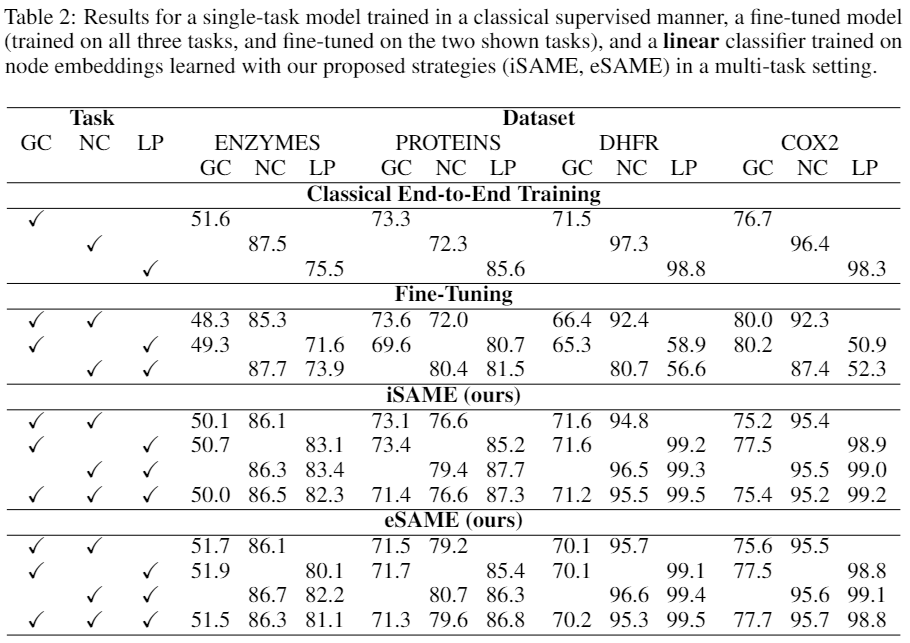 Table 2: Results for a single-task model trained in a classical supervised manner, a fine-tuned model
(trained on all three tasks, and fine-tuned on the two shown tasks), and a linear classifier trained on
node embeddings learned with our proposed strategies (iSAME, eSAME) in a multi-task setting.
Task Dataset
GC NC LP ENZYMES PROTEINS DHFR COX2
GC NC LP GC NC LP GC NC LP GC NC LP
Classical End-to-End Training
✓ 51.6 73.3 71.5 76.7
✓ 87.5 72.3 97.3 96.4
✓ 75.5 85.6 98.8 98.3
Fine-Tuning
✓ ✓ 48.3 85.3 73.6 72.0 66.4 92.4 80.0 92.3
✓ ✓ 49.3 71.6 69.6 80.7 65.3 58.9 80.2 50.9
✓ ✓ 87.7 73.9 80.4 81.5 80.7 56.6 87.4 52.3
iSAME (ours)
✓ ✓ 50.1 86.1 73.1 76.6 71.6 94.8 75.2 95.4
✓ ✓ 50.7 83.1 73.4 85.2 71.6 99.2 77.5 98.9
✓ ✓ 86.3 83.4 79.4 87.7 96.5 99.3 95.5 99.0
✓ ✓ ✓ 50.0 86.5 82.3 71.4 76.6 87.3 71.2 95.5 99.5 75.4 95.2 99.2
eSAME (ours)
✓ ✓ 51.7 86.1 71.5 79.2 70.1 95.7 75.6 95.5
✓ ✓ 51.9 80.1 71.7 85.4 70.1 99.1 77.5 98.8
✓ ✓ 86.7 82.2 80.7 86.3 96.6 99.4 95.6 99.1
✓ ✓ ✓ 51.5 86.3 81.1 71.3 79.6 86.8 70.2 95.3 99.5 77.7 95.7 98.8